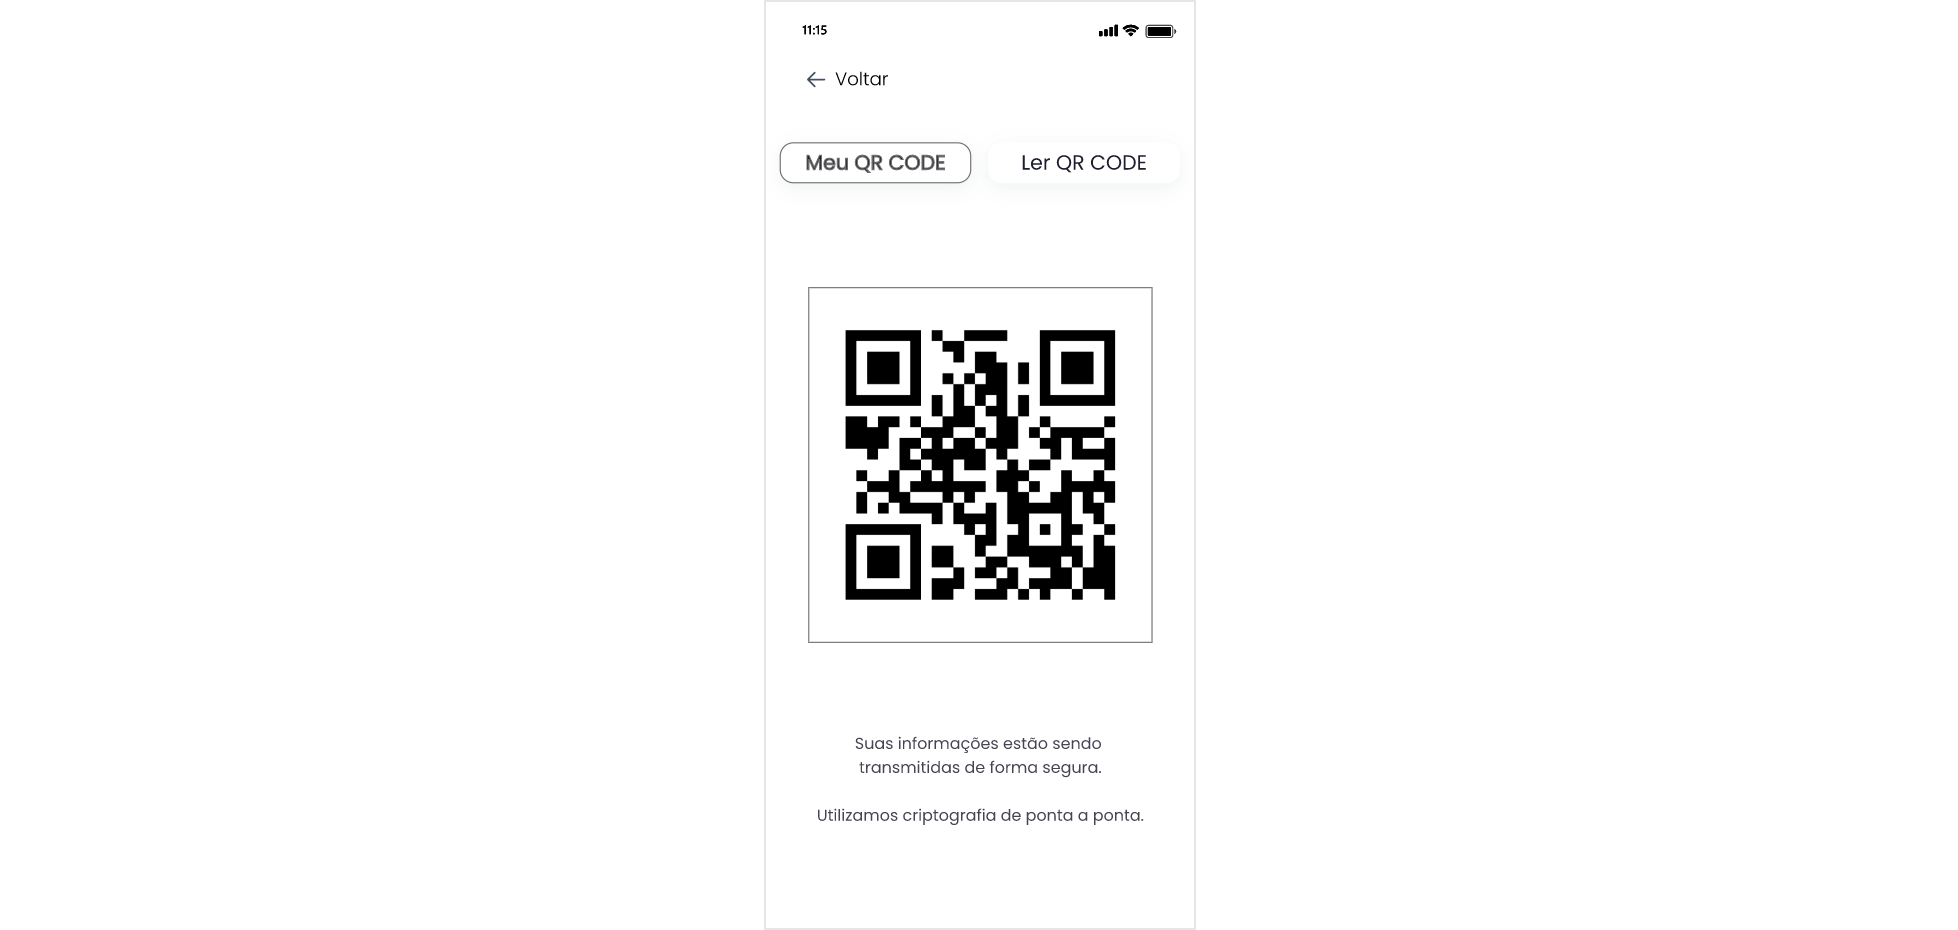 11:15
Voltar
Meu QR CODE
Ler QR CODE
Suas informações estão sendo
transmitidas de forma segura.
Utilizamos criptografia de ponta a ponta.